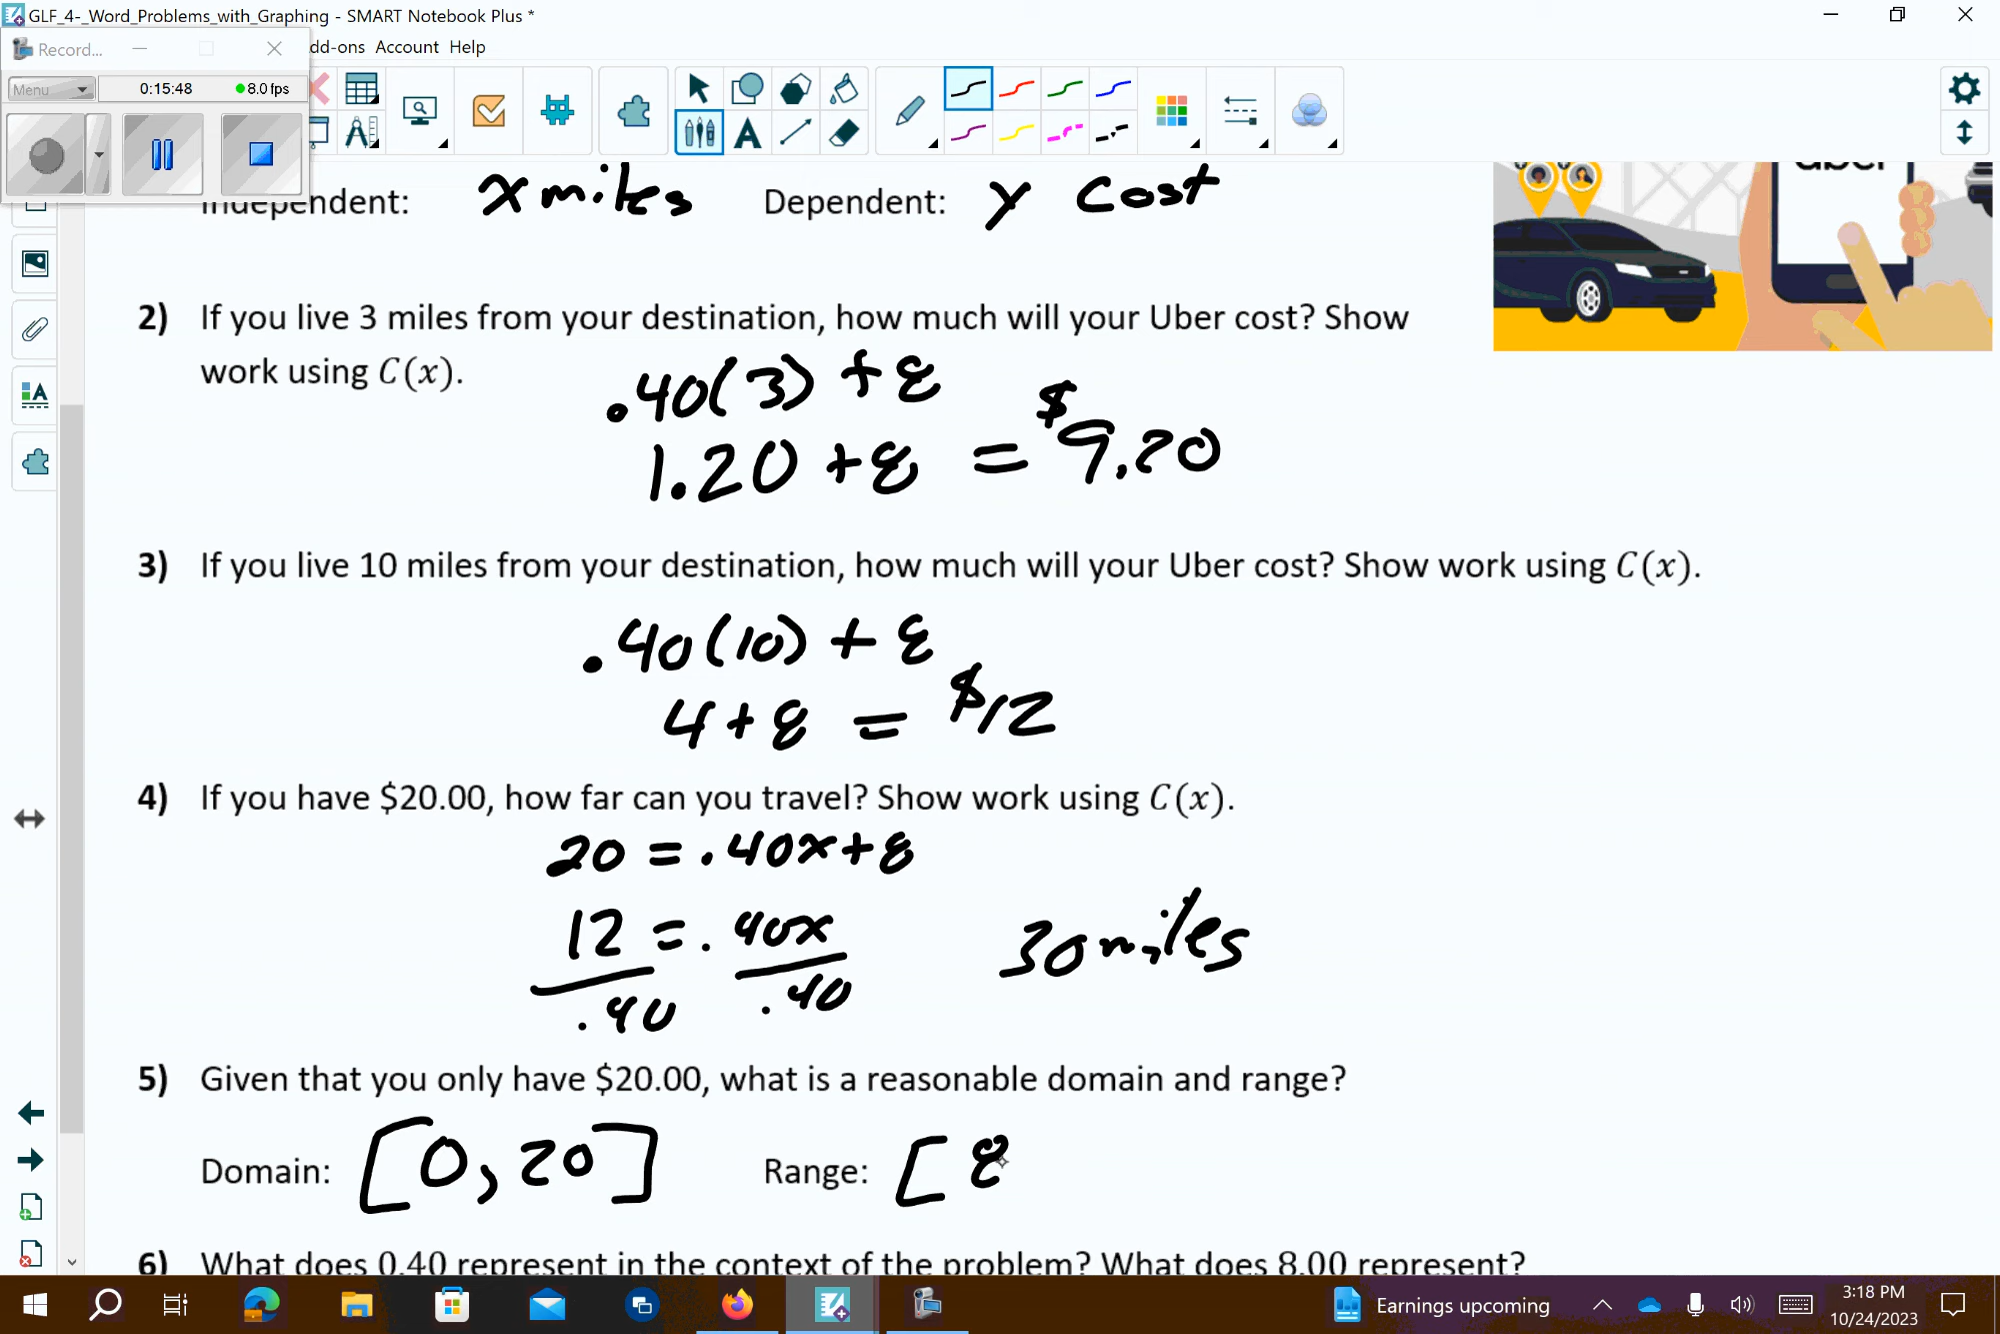 GLF_4-_Word_Problems_with_Graphing - SMART Notebook Plus *
Record...
dd-ons Account Help
Menu 0:15:48 8.0 fps
Independent: x miles Dependent: y cost
uber
2) If you live 3 miles from your destination, how much will your Uber cost? Show
work using C(x).
.40(3) + 8
1.20 + 8 = $9.20
3) If you live 10 miles from your destination, how much will your Uber cost? Show work using C(x).
.40(10) + 8
4 + 8 = $12
4) If you have $20.00, how far can you travel? Show work using C(x).
20 = .40x + 8
12 = .40x
.40 .40
30 miles
5) Given that you only have $20.00, what is a reasonable domain and range?
Domain: [0, 20] Range: [8
6) What does 0.40 represent in the context of the problem? What does 8.00 represent?
Earnings upcoming
3:18 PM
10/24/2023